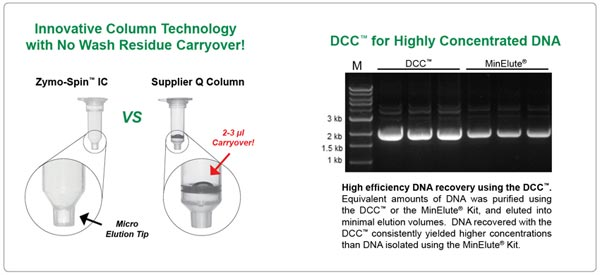 Innovative Column Technology
with No Wash Residue Carryover!
Zymo-Spin™ IC
VS
Supplier Q Column
2-3 µl
Carryover!
Micro
Elution Tip
DCC™ for Highly Concentrated DNA
M
DCC™
MinElute®
3 kb
2 kb
1.5 kb
1 kb
High efficiency DNA recovery using the DCC™.
Equivalent amounts of DNA was purified using
the DCC™ or the MinElute® Kit, and eluted into
minimal elution volumes. DNA recovered with the
DCC™ consistently yielded higher concentrations
than DNA isolated using the MinElute® Kit.